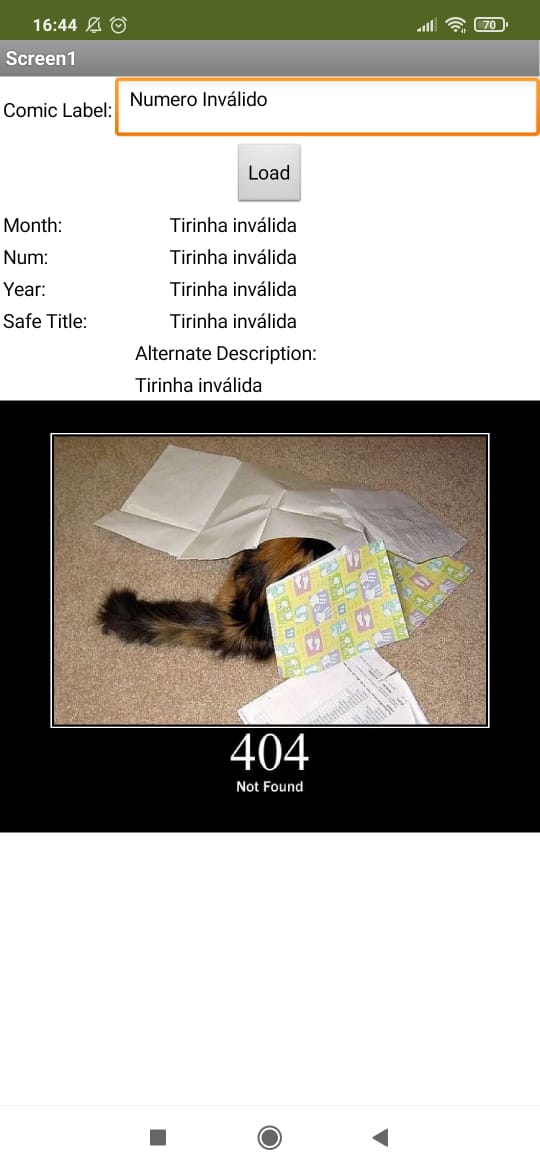 16:44
70
Screen1
Comic Label: Numero Inválido
Load
Month: Tirinha inválida
Num: Tirinha inválida
Year: Tirinha inválida
Safe Title: Tirinha inválida
Alternate Description:
Tirinha inválida
404
Not Found